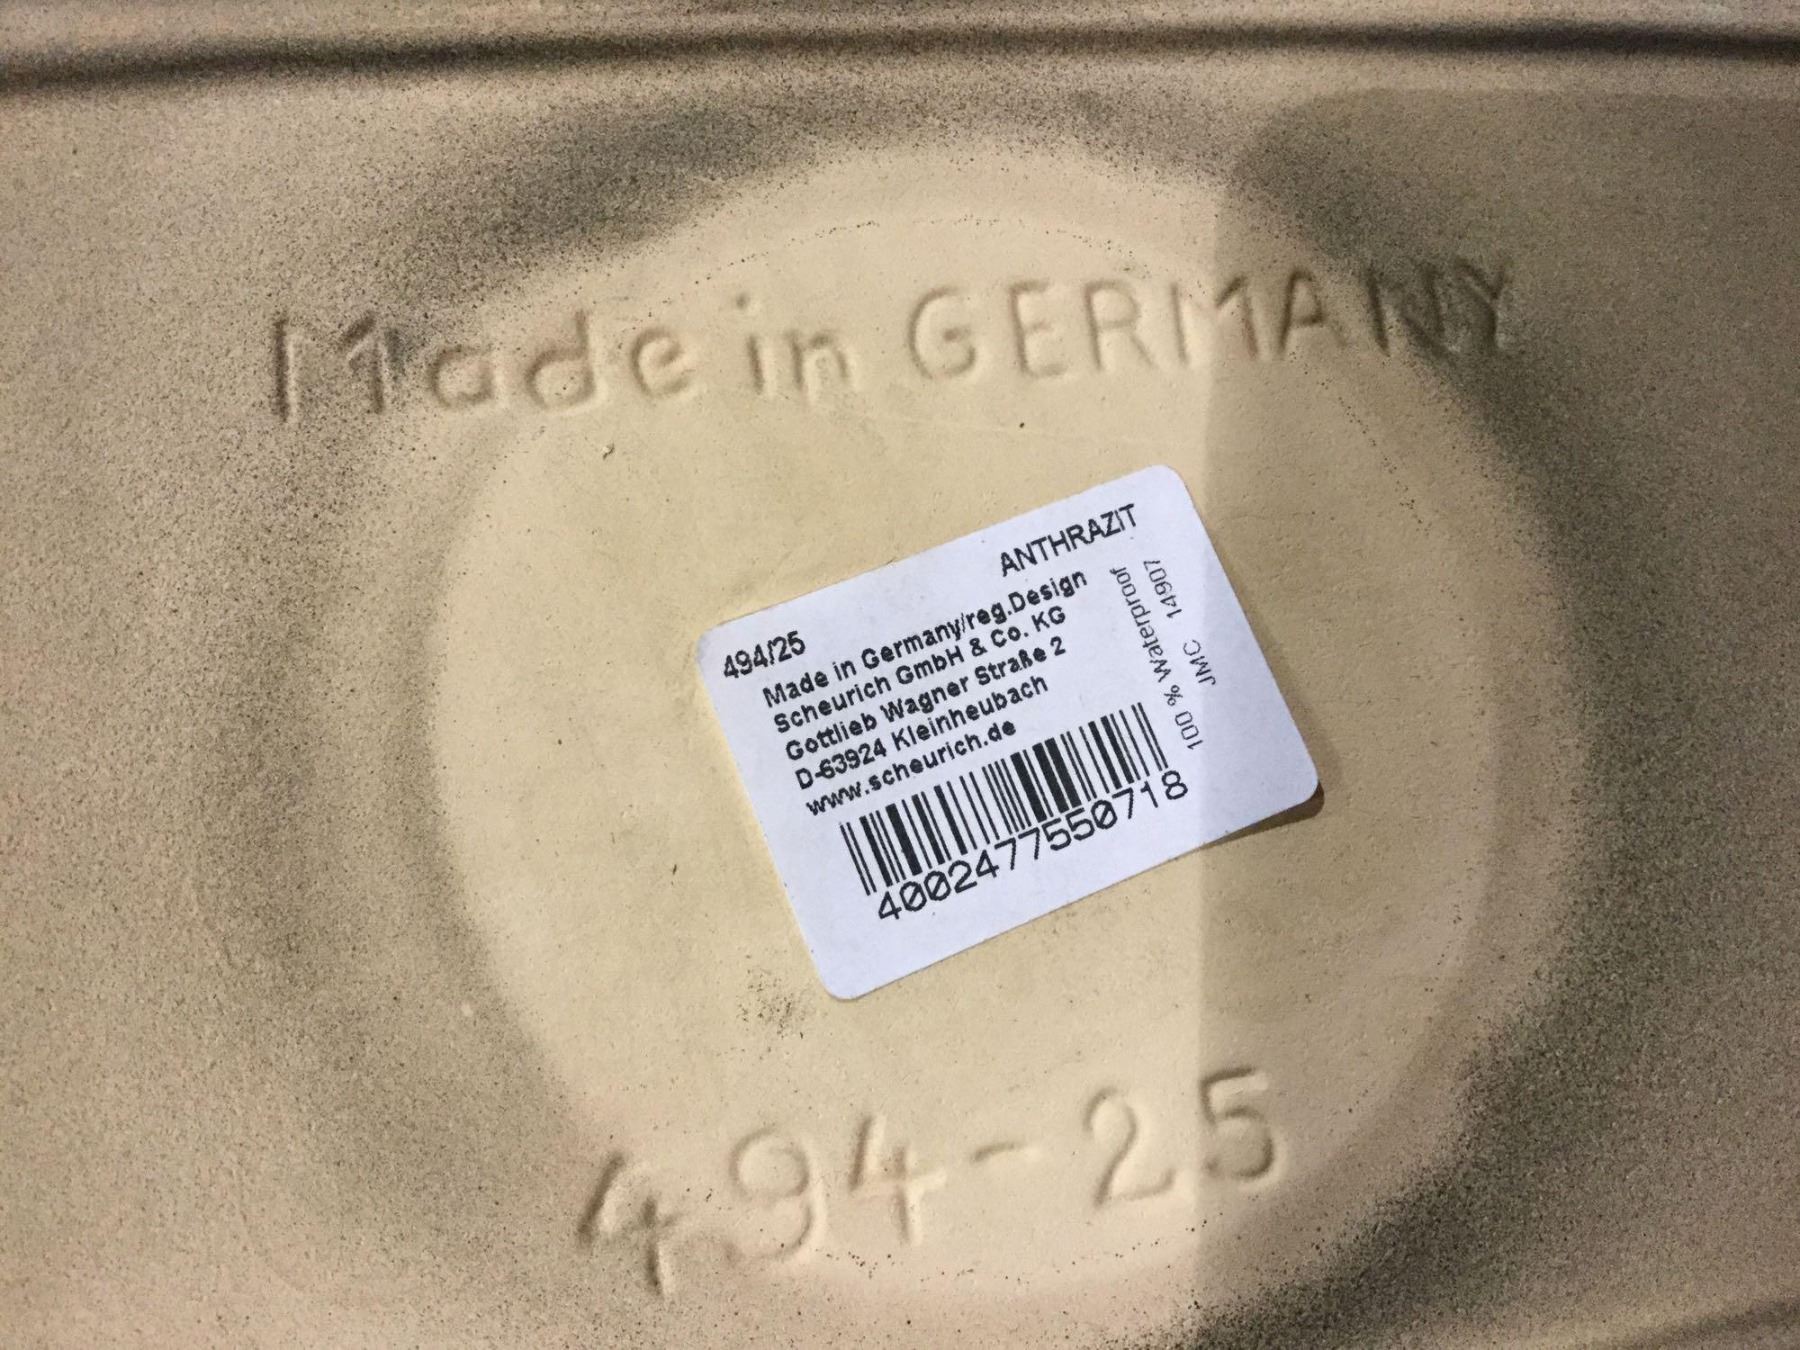 Made in GERMANY
ANTHRAZIT
494/25
Made in Germany/reg.Design
Scheurich GmbH & Co. KG
Gottlieb Wagner Straße 2
D-63924 Kleinheubach
www.scheurich.de
4002477550718
100 % Waterproof
JMC 14907
494-25